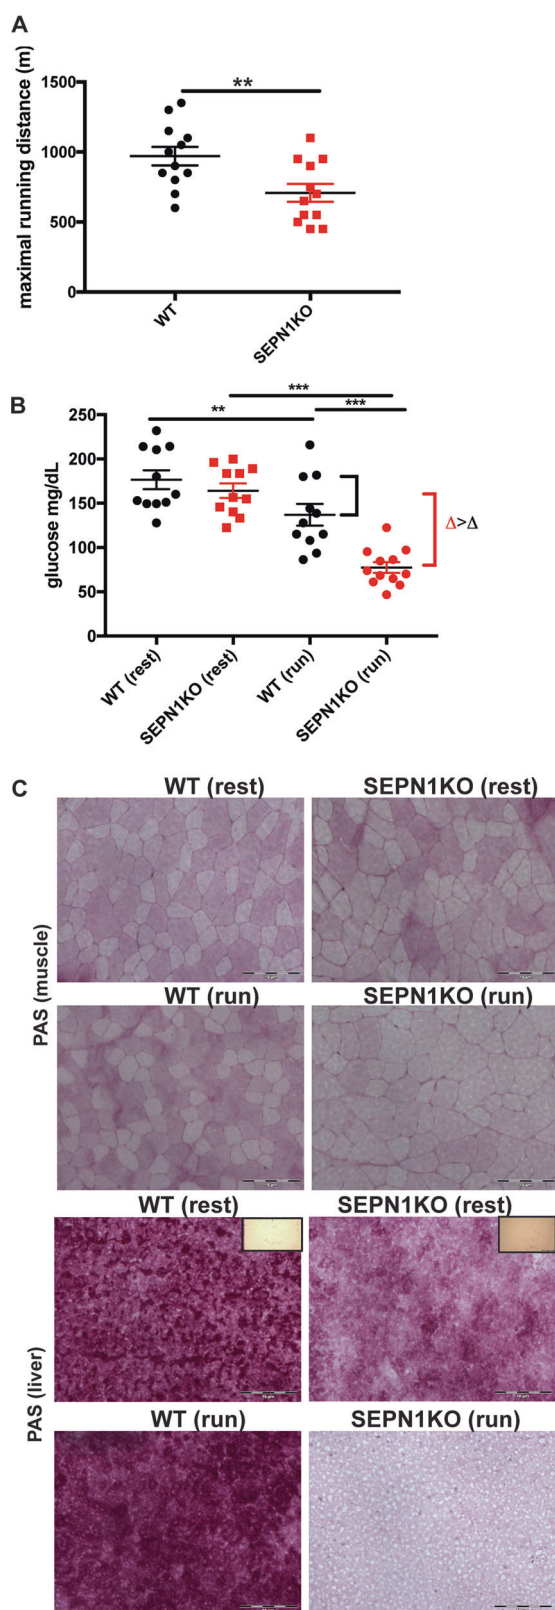 A
maximal running distance (m)
**
1500
1000
500
0
WT
SEPN1KO
B
glucose mg/dL
***
**
***
250
200
150
100
50
0
Δ>Δ
WT (rest)
SEPN1KO (rest)
WT (run)
SEPN1KO (run)
C
PAS (muscle)
WT (rest)
SEPN1KO (rest)
WT (run)
SEPN1KO (run)
PAS (liver)
WT (rest)
SEPN1KO (rest)
WT (run)
SEPN1KO (run)